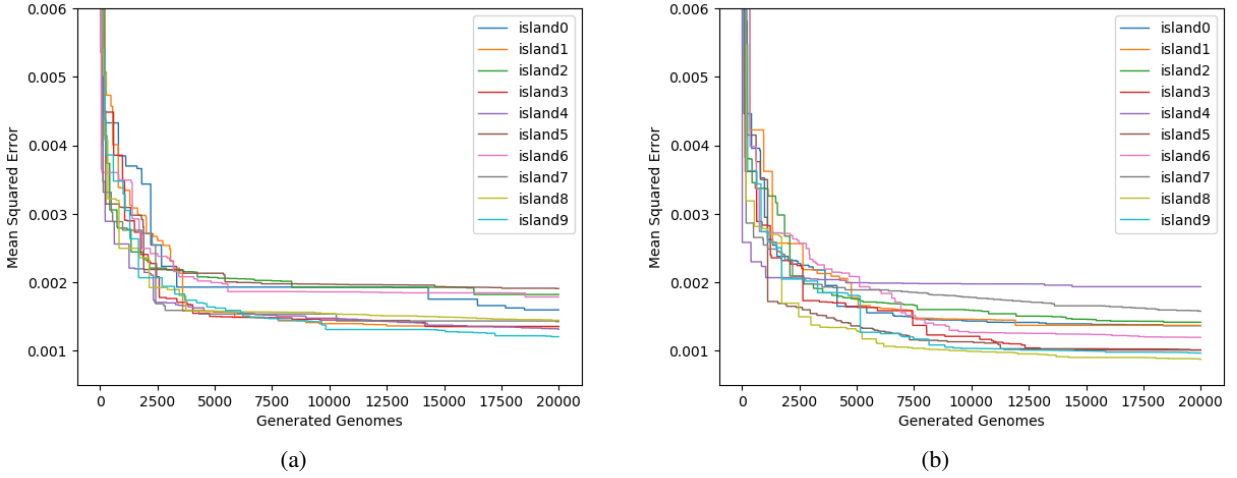 0.006
0.005
0.004
0.003
0.002
0.001
Mean Squared Error
0
2500
5000
7500
10000
12500
15000
17500
20000
Generated Genomes
island0
island1
island2
island3
island4
island5
island6
island7
island8
island9
(a)
0.006
0.005
0.004
0.003
0.002
0.001
Mean Squared Error
0
2500
5000
7500
10000
12500
15000
17500
20000
Generated Genomes
island0
island1
island2
island3
island4
island5
island6
island7
island8
island9
(b)